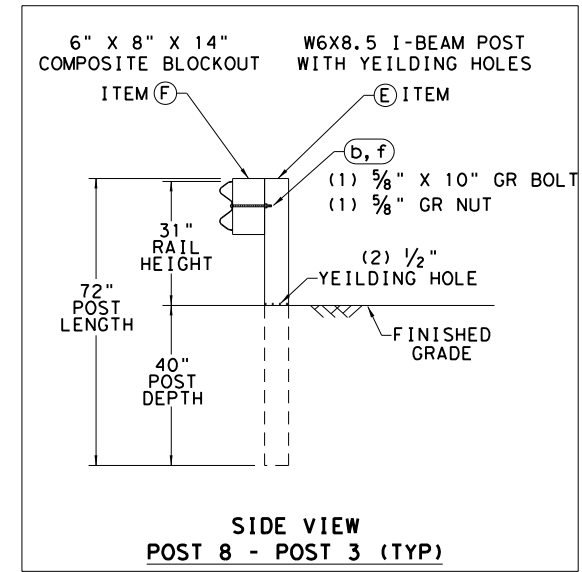 6" X 8" X 14"
COMPOSITE BLOCKOUT
ITEM F
W6X8.5 I-BEAM POST
WITH YEILDING HOLES
E ITEM
b, f
(1) 5/8" X 10" GR BOLT
(1) 5/8" GR NUT
31"
RAIL
HEIGHT
(2) 1/2"
YEILDING HOLE
72"
POST
LENGTH
FINISHED
GRADE
40"
POST
DEPTH
SIDE VIEW
POST 8 - POST 3 (TYP)